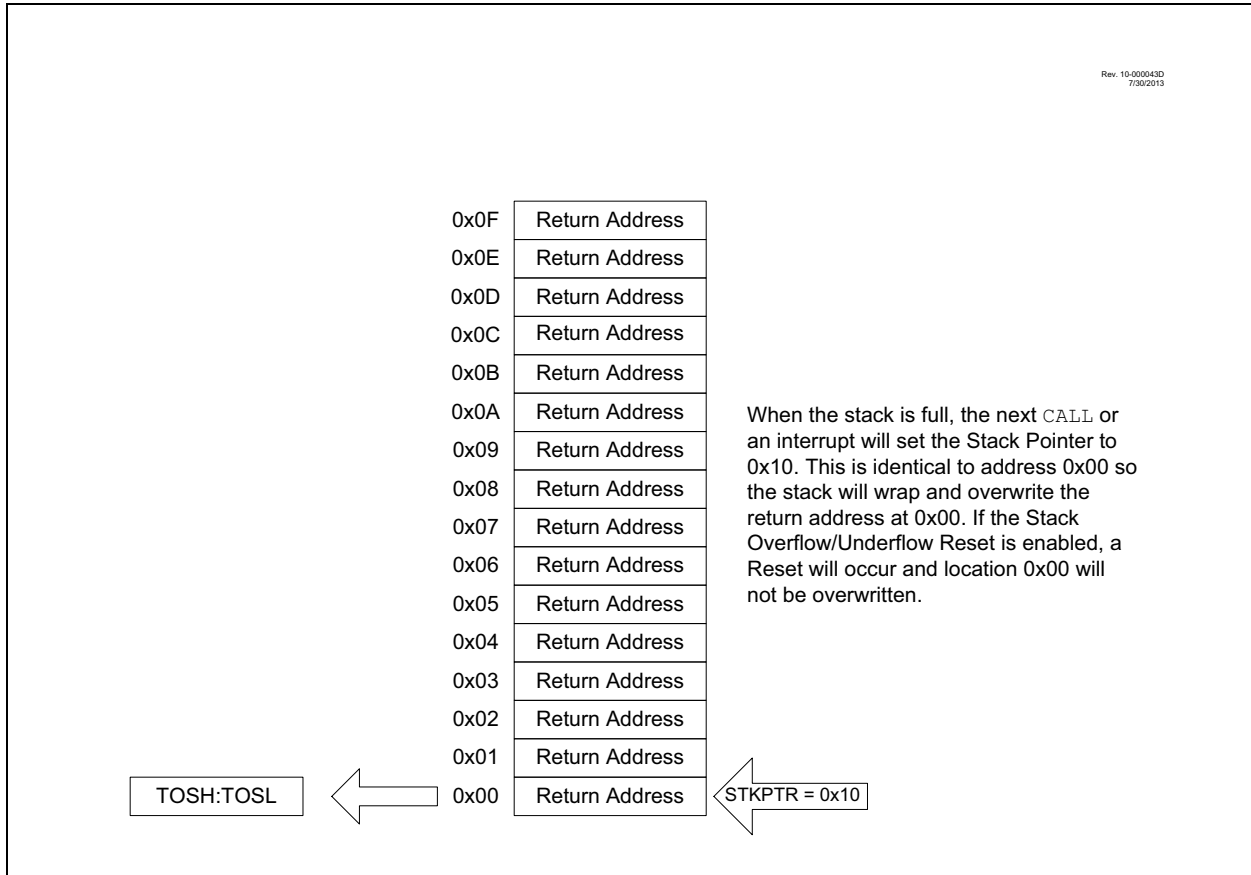 Rev. 10-000043D
7/30/2013
0x0F Return Address
0x0E Return Address
0x0D Return Address
0x0C Return Address
0x0B Return Address
0x0A Return Address
0x09 Return Address
0x08 Return Address
0x07 Return Address
0x06 Return Address
0x05 Return Address
0x04 Return Address
0x03 Return Address
0x02 Return Address
0x01 Return Address
TOSH:TOSL 0x00 Return Address STKPTR = 0x10
When the stack is full, the next CALL or
an interrupt will set the Stack Pointer to
0x10. This is identical to address 0x00 so
the stack will wrap and overwrite the
return address at 0x00. If the Stack
Overflow/Underflow Reset is enabled, a
Reset will occur and location 0x00 will
not be overwritten.